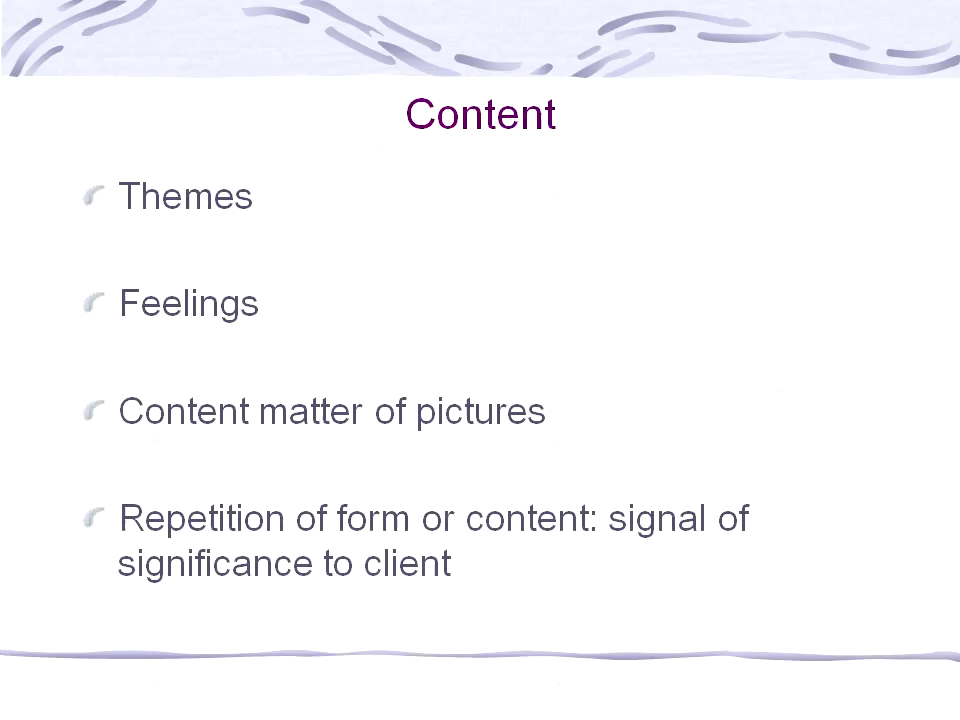 Content
Themes
Feelings
Content matter of pictures
Repetition of form or content: signal of
significance to client